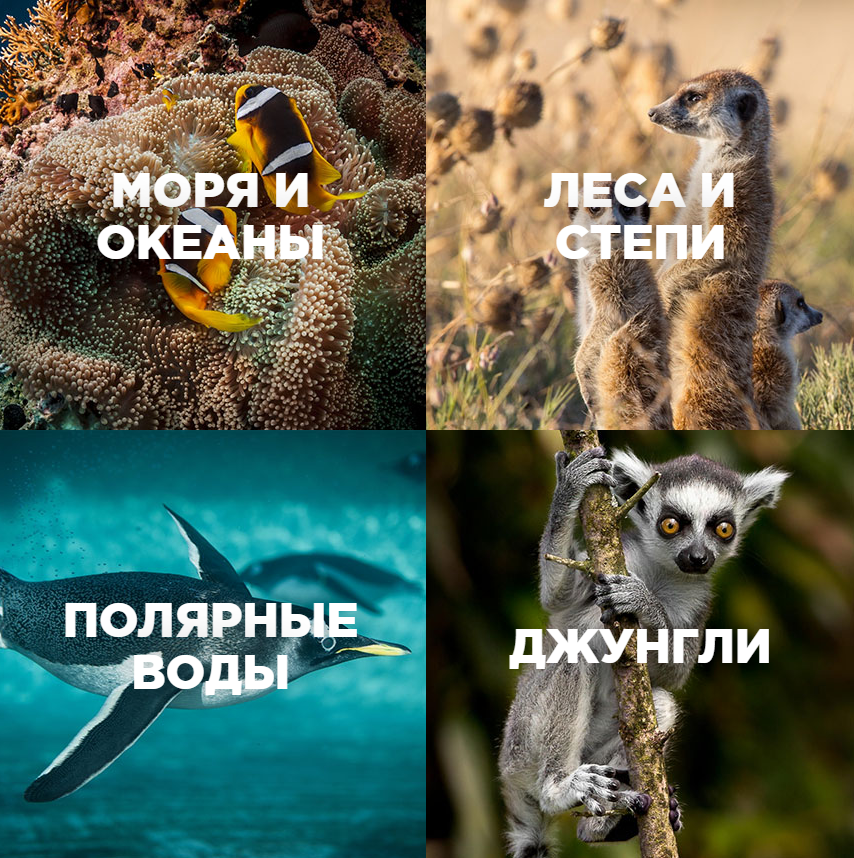 МОРЯ И
ОКЕАНЫ
ЛЕСА И
СТЕПИ
ПОЛЯРНЫЕ
ВОДЫ
ДЖУНГЛИ